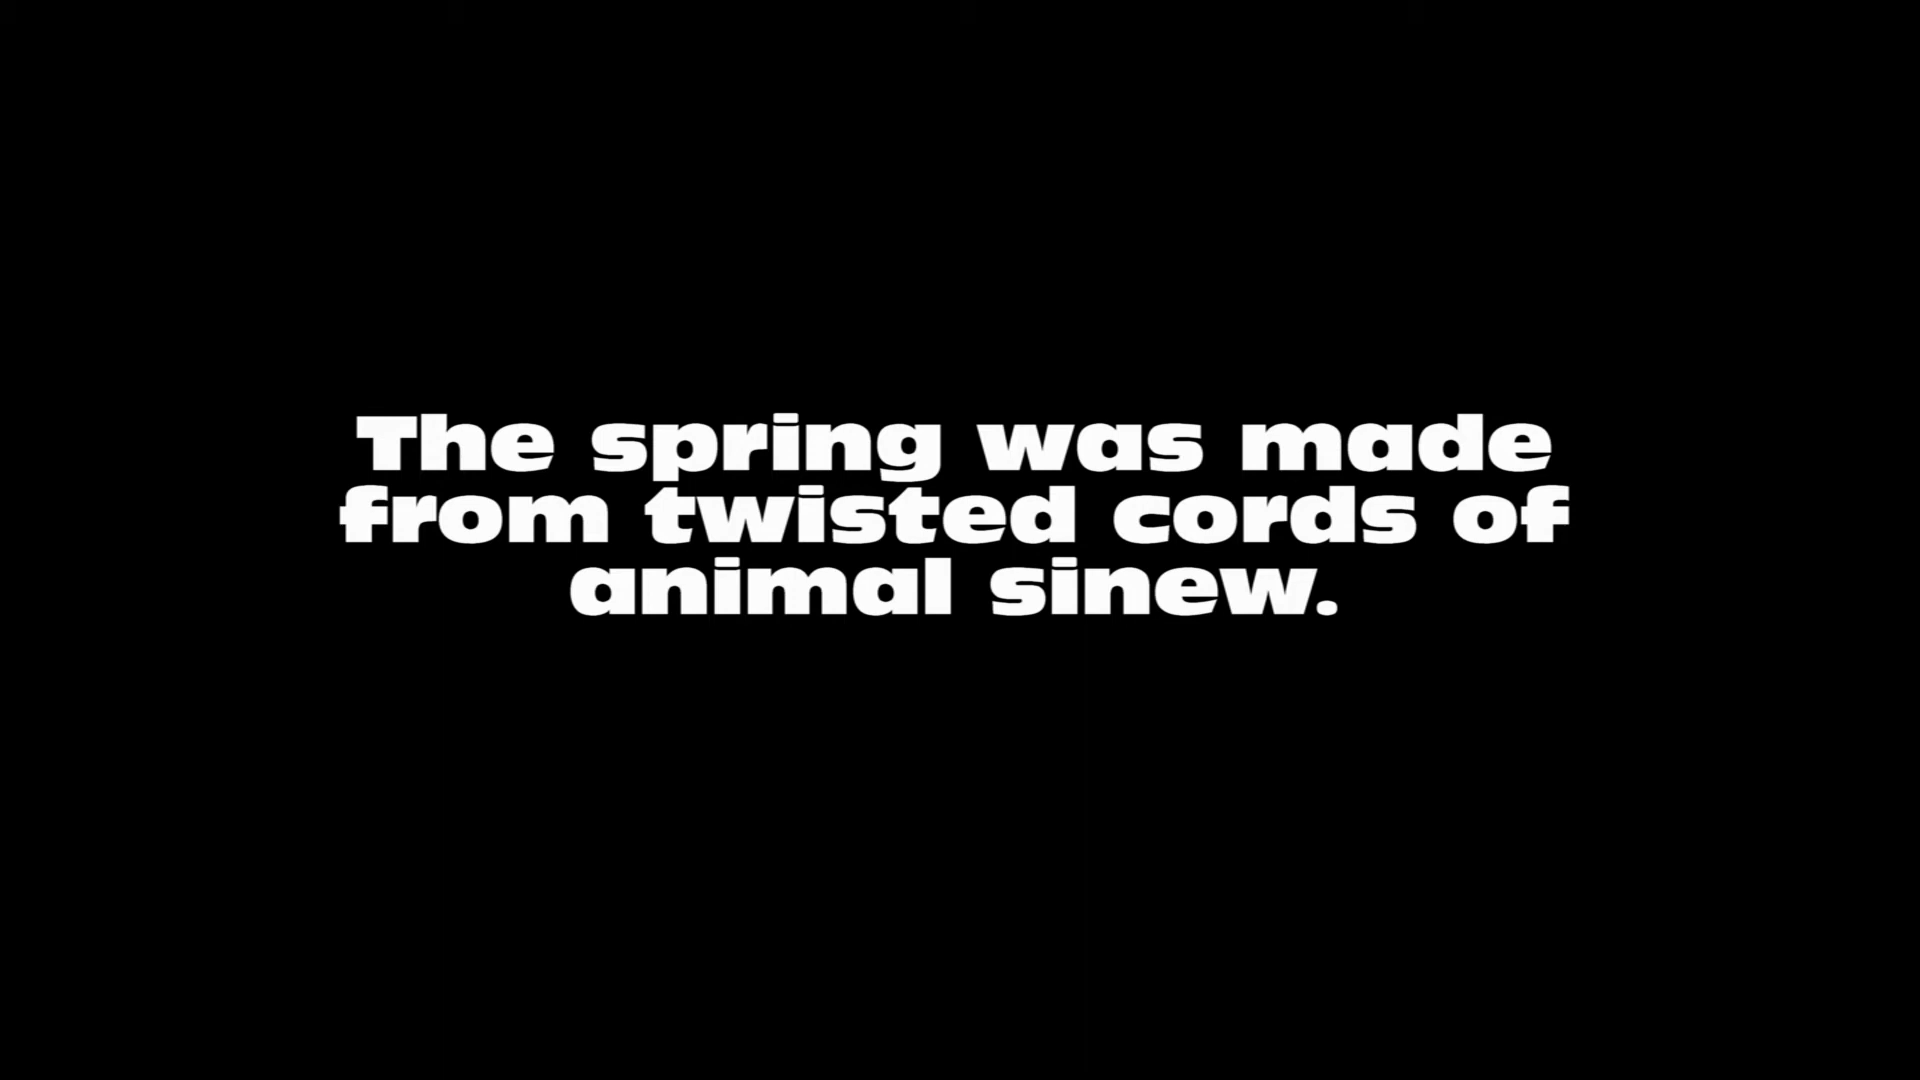 The spring was made
from twisted cords of
animal sinew.